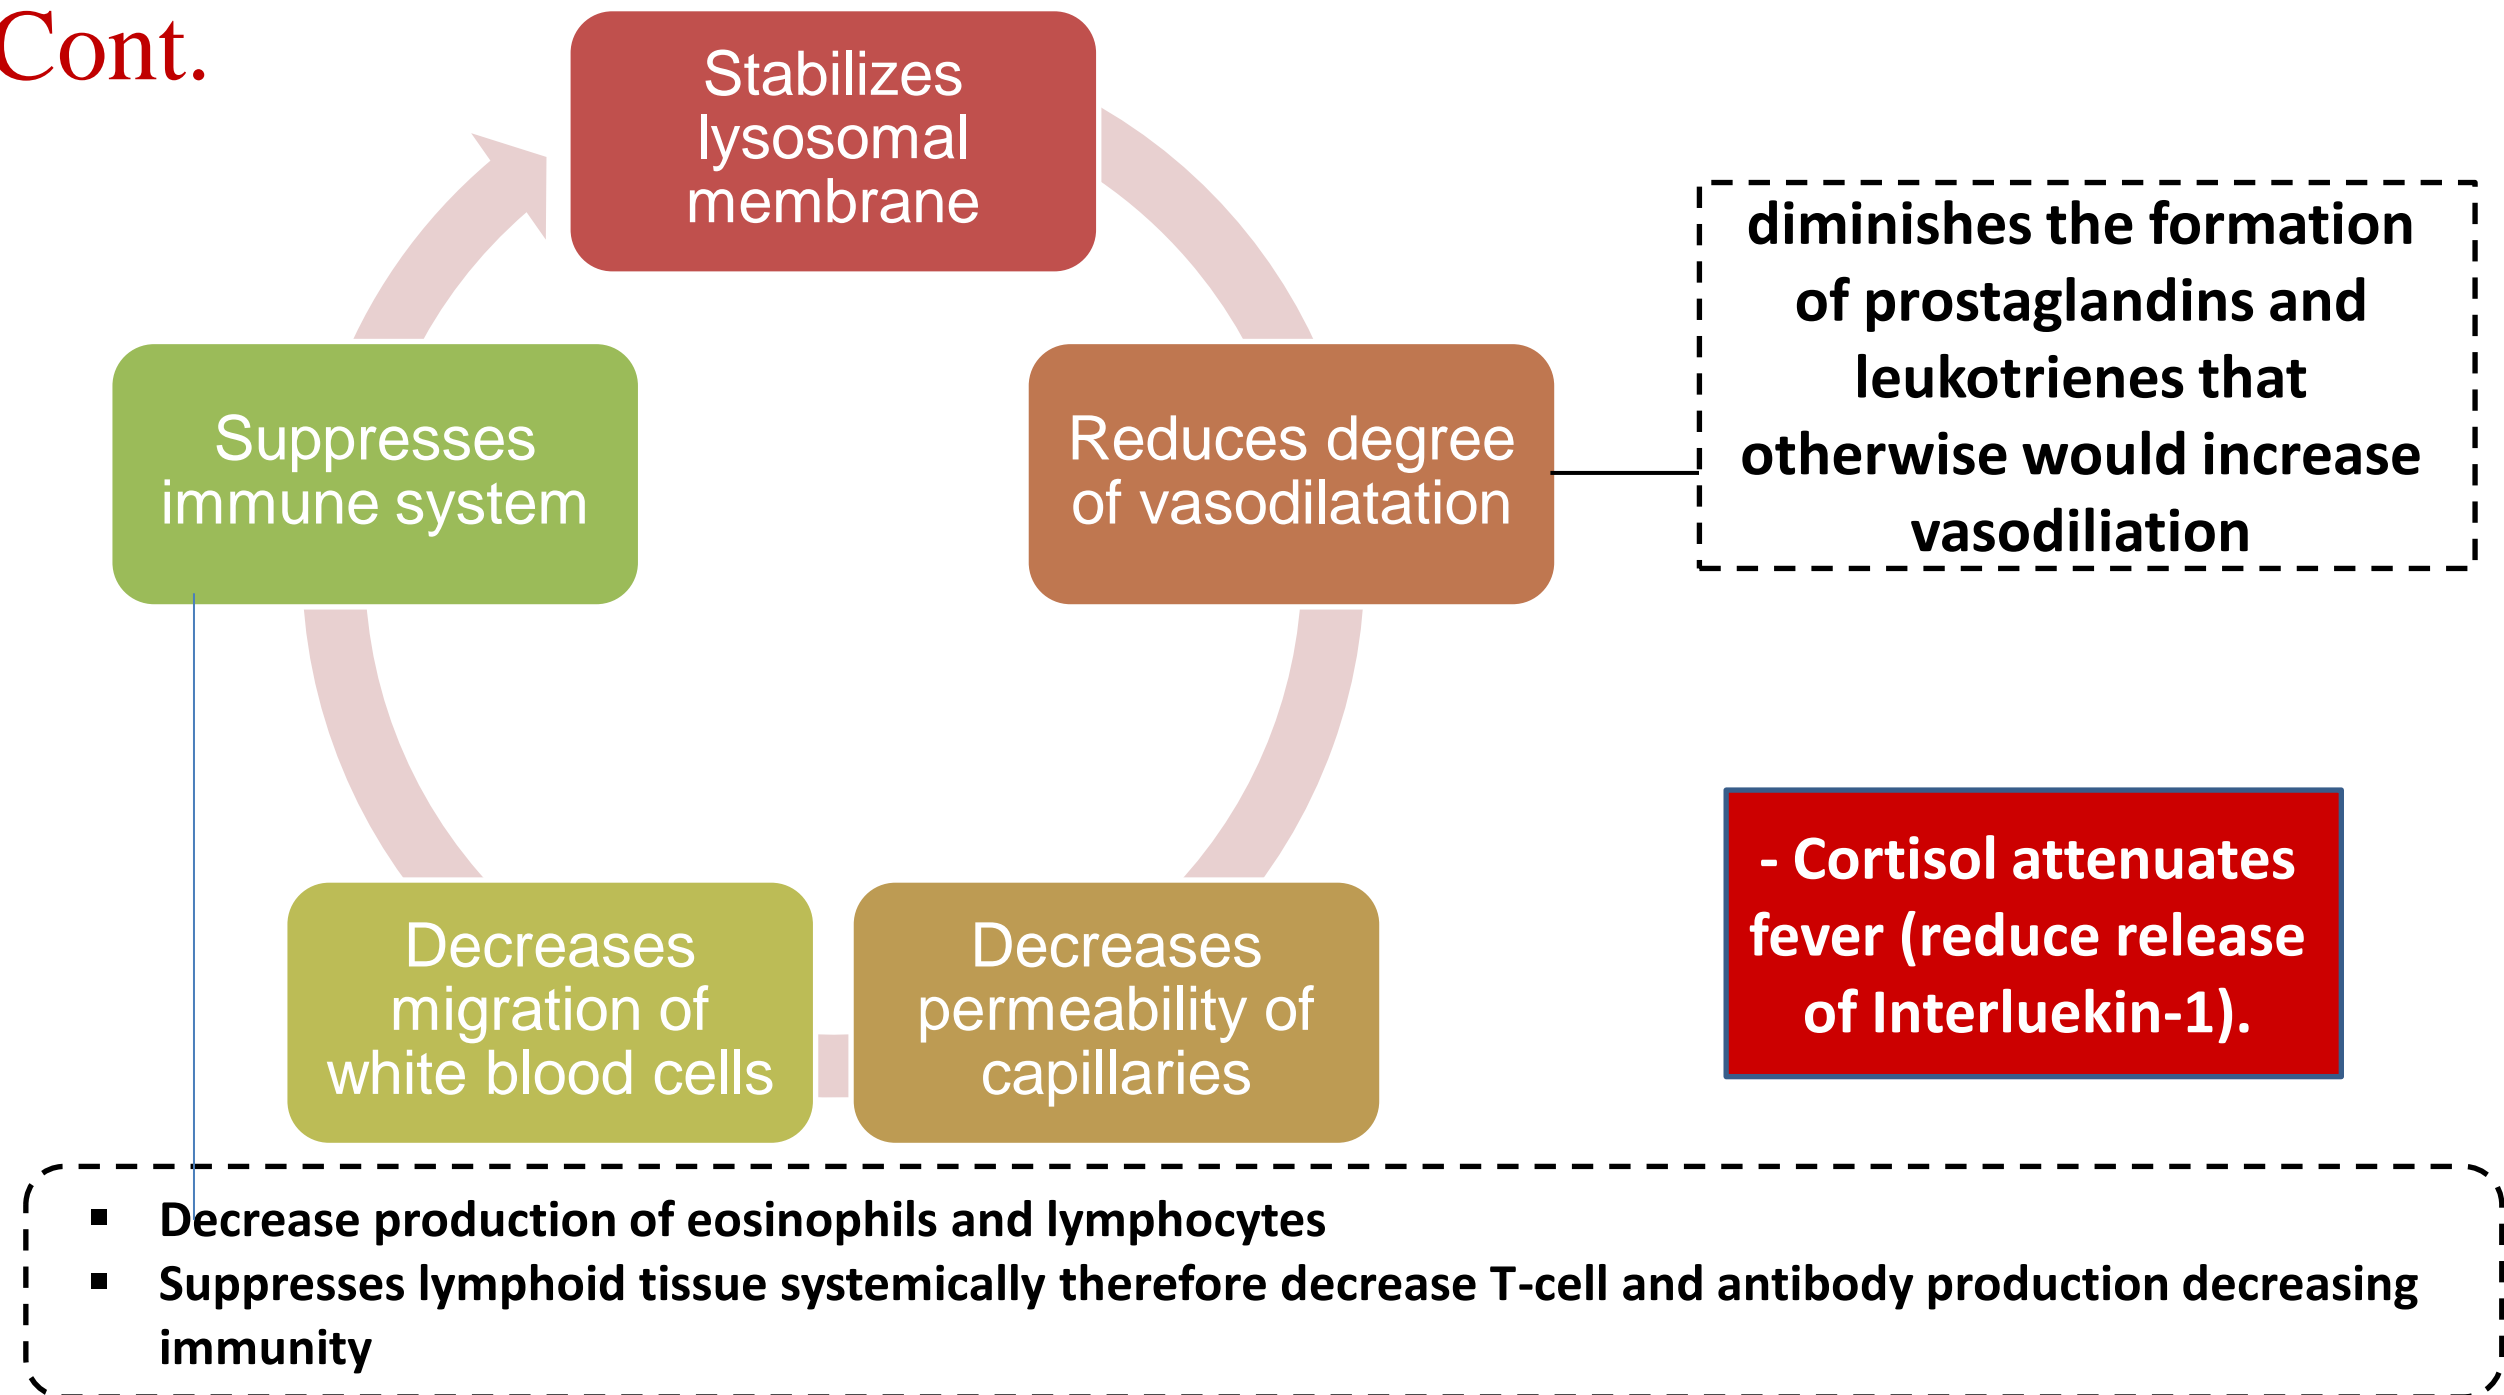 Cont.
Stabilizes
lysosomal
membrane
diminishes the formation
of prostaglandins and
leukotrienes that
otherwise would increase
vasodiliation
Reduces degree
of vasodilatation
Suppresses
immune system
Decreases
migration of
white blood cells
Decreases
permeability of
capillaries
- Cortisol attenuates
fever (reduce release
of Interluekin-1).
▪ Decrease production of eosinophils and lymphocytes
▪ Suppresses lymphoid tissue systemically therefore decrease T-cell and antibody production decreasing
immunity